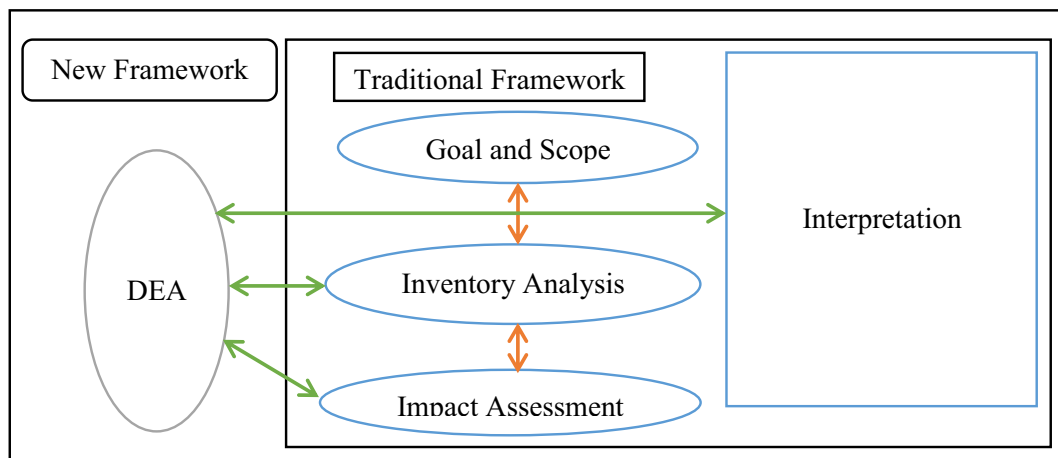 New Framework
Traditional Framework
Goal and Scope
Interpretation
DEA
Inventory Analysis
Impact Assessment